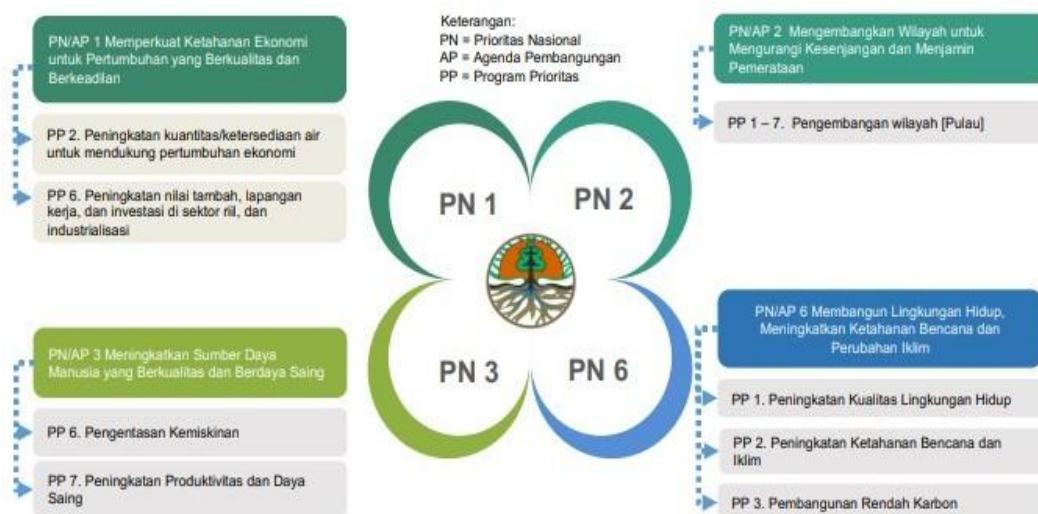 PN/AP 1 Memperkuat Ketahanan Ekonomi
untuk Pertumbuhan yang Berkualitas dan
Berkeadilan
PP 2. Peningkatan kuantitas/ketersediaan air
untuk mendukung pertumbuhan ekonomi
PP 6. Peningkatan nilai tambah, lapangan
kerja, dan investasi di sektor riil, dan
industrialisasi
Keterangan:
PN = Prioritas Nasional
AP = Agenda Pembangungan
PP = Program Prioritas
PN/AP 2 Mengembangkan Wilayah untuk
Mengurangi Kesenjangan dan Menjamin
Pemerataan
PP 1 – 7. Pengembangan wilayah [Pulau]
PN 1
PN 2
PN 3
PN 6
PN/AP 3 Meningkatkan Sumber Daya
Manusia yang Berkualitas dan Berdaya Saing
PP 6. Pengentasan Kemiskinan
PP 7. Peningkatan Produktivitas dan Daya
Saing
PN/AP 6 Membangun Lingkungan Hidup,
Meningkatkan Ketahanan Bencana dan
Perubahan Iklim
PP 1. Peningkatan Kualitas Lingkungan Hidup
PP 2. Peningkatan Ketahanan Bencana dan
Iklim
PP 3. Pembangunan Rendah Karbon